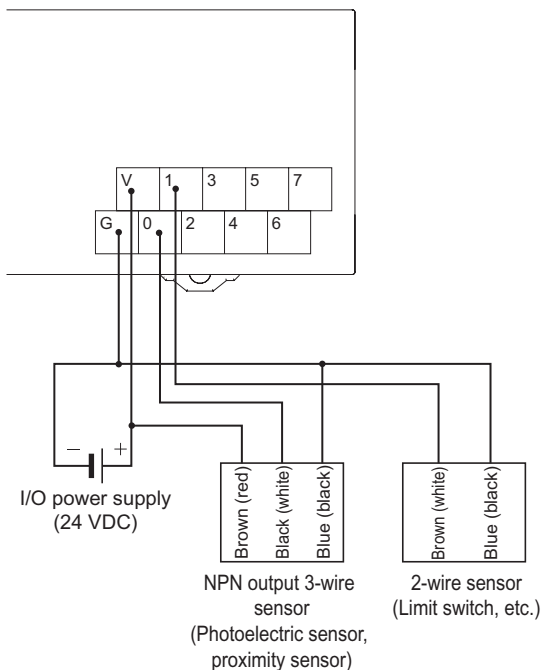 V 1 3 5 7
G 0 2 4 6
− +
I/O power supply
(24 VDC)
Brown (red)
Black (white)
Blue (black)
Brown (white)
Blue (black)
NPN output 3-wire
sensor
(Photoelectric sensor,
proximity sensor)
2-wire sensor
(Limit switch, etc.)